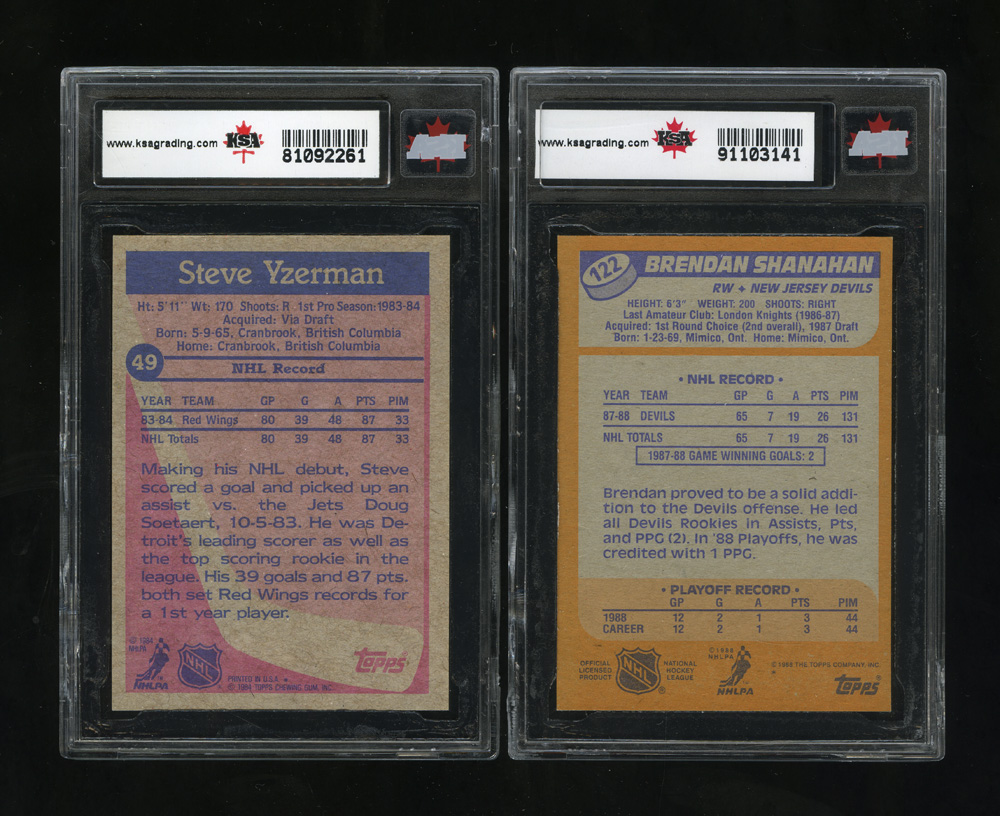 www.ksagrading.com KSA 81092261
Steve Yzerman
Ht: 5'11" Wt: 170 Shoots: R 1st Pro Season: 1983-84
Acquired: Via Draft
Born: 5-9-65, Cranbrook, British Columbia
Home: Cranbrook, British Columbia
49
NHL Record
YEAR TEAM GP G A PTS PIM
83-84 Red Wings 80 39 48 87 33
NHL Totals 80 39 48 87 33
Making his NHL debut, Steve
scored a goal and picked up an
assist vs. the Jets Doug
Soetaert, 10-5-83. He was De-
troit's leading scorer as well as
the top scoring rookie in the
league. His 39 goals and 87 pts.
both set Red Wings records for
a 1st year player.
© 1984
NHLPA
NHLPA
NHL
PRINTED IN U.S.A.
© 1984 TOPPS CHEWING GUM, INC.
Topps
www.ksagrading.com KSA 91103141
122
BRENDAN SHANAHAN
RW + NEW JERSEY DEVILS
HEIGHT: 6'3" WEIGHT: 200 SHOOTS: RIGHT
Last Amateur Club: London Knights (1986-87)
Acquired: 1st Round Choice (2nd overall), 1987 Draft
Born: 1-23-69, Mimico, Ont. Home: Mimico, Ont.
• NHL RECORD •
YEAR TEAM GP G A PTS PIM
87-88 DEVILS 65 7 19 26 131
NHL TOTALS 65 7 19 26 131
1987-88 GAME WINNING GOALS: 2
Brendan proved to be a solid addi-
tion to the Devils offense. He led
all Devils Rookies in Assists, Pts,
and PPG (2). In '88 Playoffs, he was
credited with 1 PPG.
• PLAYOFF RECORD •
GP G A PTS PIM
1988 12 2 1 3 44
CAREER 12 2 1 3 44
OFFICIAL
LICENSED
PRODUCT
NHL
®
NATIONAL
HOCKEY
LEAGUE
© 1988
NHLPA
NHLPA
© 1988 THE TOPPS COMPANY, INC.
Topps®